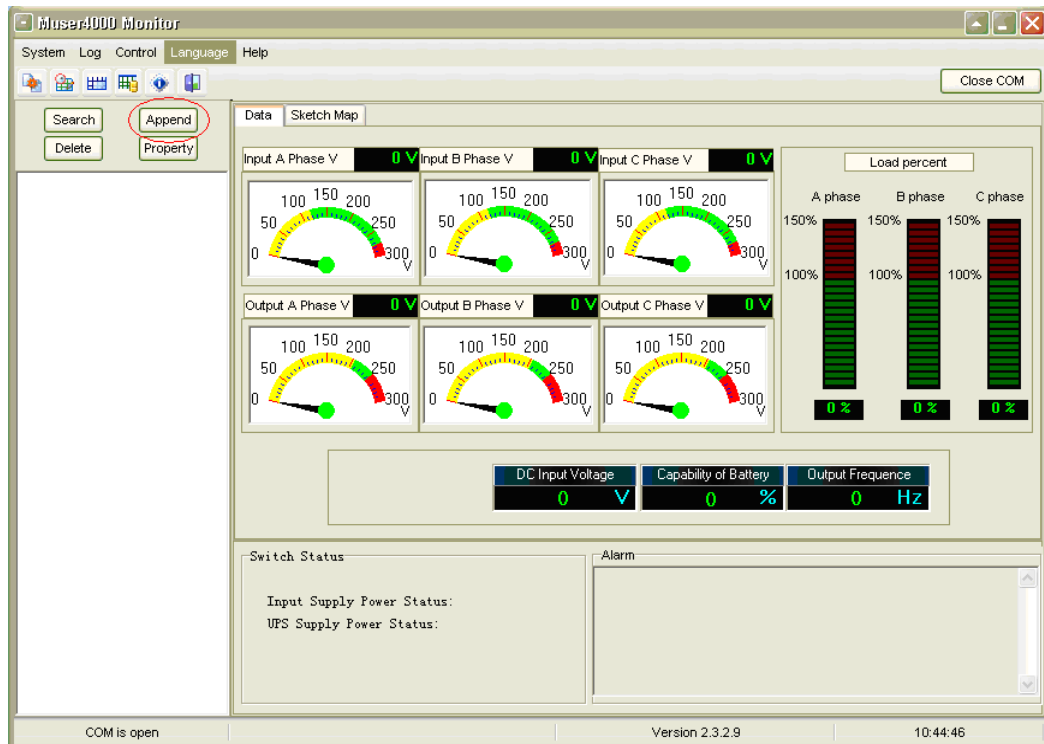 Muser4000 Monitor
System Log Control Language Help
Close COM
Search Append
Delete Property
Data Sketch Map
Input A Phase V 0 V Input B Phase V 0 V Input C Phase V 0 V
0 50 100 150 200 250 300 V
0 50 100 150 200 250 300 V
0 50 100 150 200 250 300 V
Output A Phase V 0 V Output B Phase V 0 V Output C Phase V 0 V
0 50 100 150 200 250 300 V
0 50 100 150 200 250 300 V
0 50 100 150 200 250 300 V
Load percent
A phase B phase C phase
150% 150% 150%
100% 100% 100%
0 % 0 % 0 %
DC Input Voltage Capability of Battery Output Frequence
0 V 0 % 0 Hz
Switch Status
Input Supply Power Status:
UPS Supply Power Status:
Alarm
COM is open Version 2.3.2.9 10:44:46